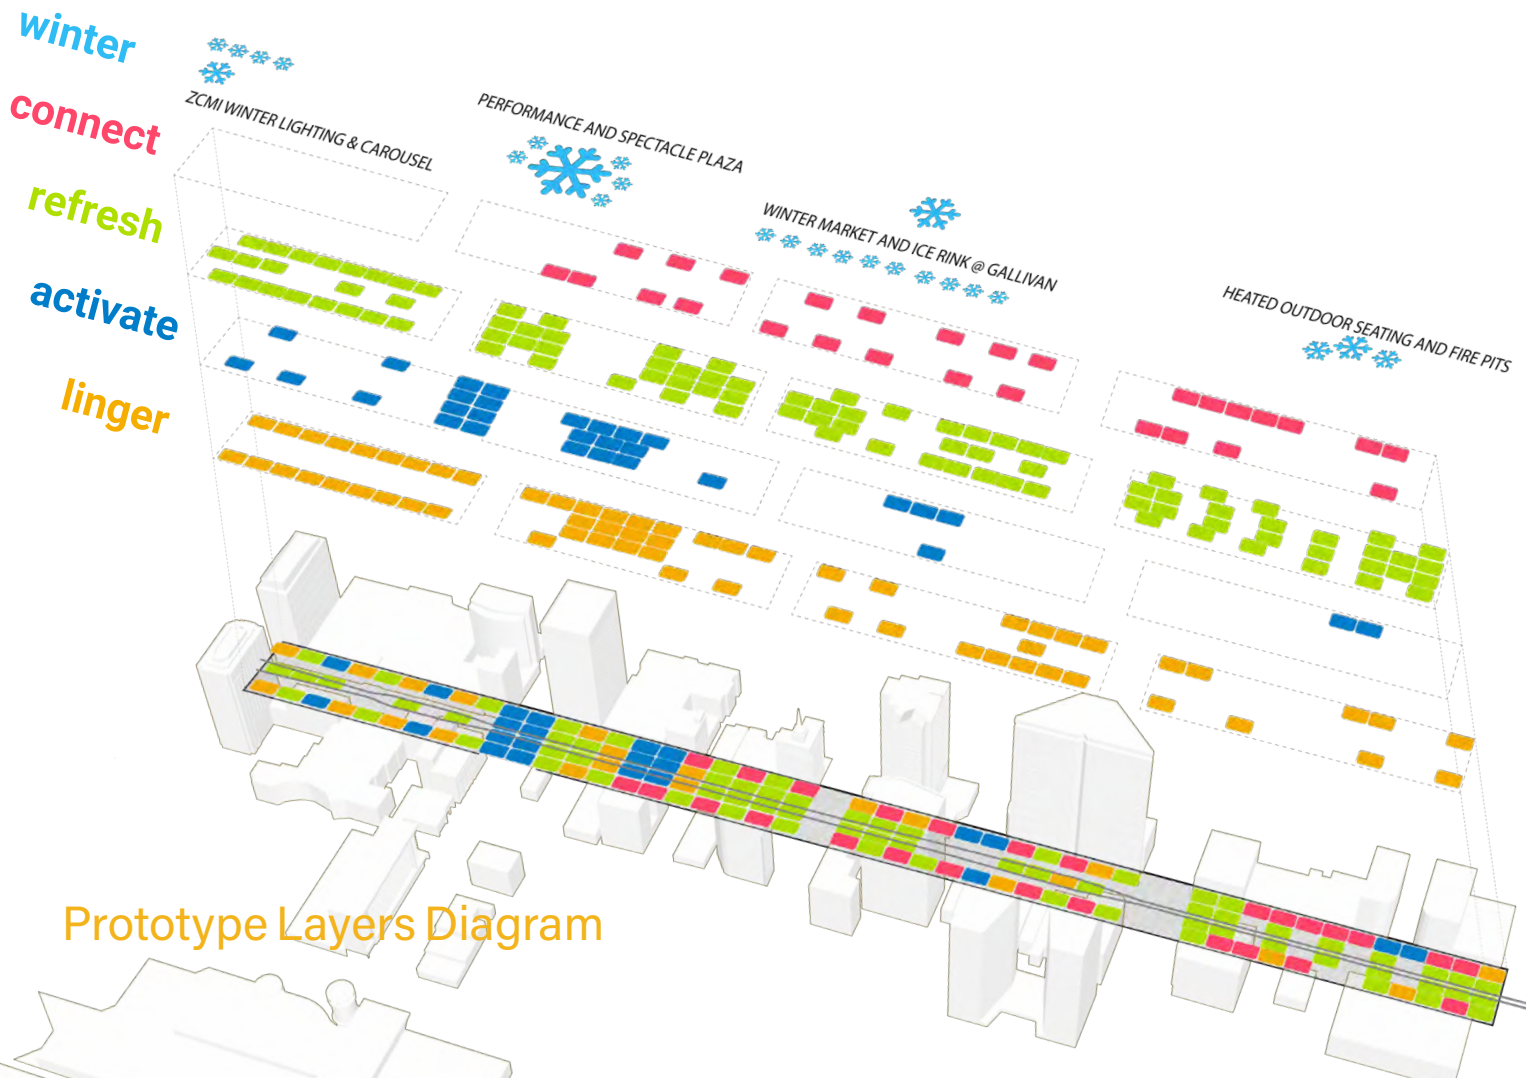 winter
connect
refresh
activate
linger
ZCMI WINTER LIGHTING & CAROUSEL
PERFORMANCE AND SPECTACLE PLAZA
WINTER MARKET AND ICE RINK @ GALLIVAN
HEATED OUTDOOR SEATING AND FIRE PITS
Prototype Layers Diagram